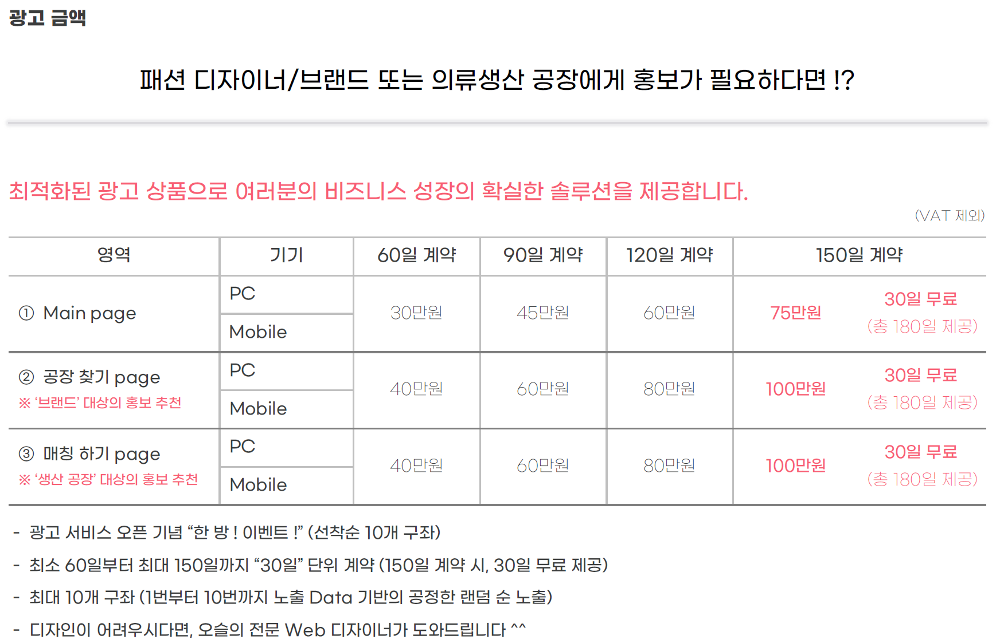 광고 금액
패션 디자이너/브랜드 또는 의류생산 공장에게 홍보가 필요하다면 !?
최적화된 광고 상품으로 여러분의 비즈니스 성장의 확실한 솔루션을 제공합니다.
(VAT 제외)
영역 기기 60일 계약 90일 계약 120일 계약 150일 계약
① Main page PC 30만원 45만원 60만원 75만원 30일 무료
Mobile (총 180일 제공)
② 공장 찾기 page PC 40만원 60만원 80만원 100만원 30일 무료
※ ‘브랜드’ 대상의 홍보 추천 Mobile (총 180일 제공)
③ 매칭 하기 page PC 40만원 60만원 80만원 100만원 30일 무료
※ ‘생산 공장’ 대상의 홍보 추천 Mobile (총 180일 제공)
- 광고 서비스 오픈 기념 “한 방 ! 이벤트 !” (선착순 10개 구좌)
- 최소 60일부터 최대 150일까지 “30일” 단위 계약 (150일 계약 시, 30일 무료 제공)
- 최대 10개 구좌 (1번부터 10번까지 노출 Data 기반의 공정한 랜덤 순 노출)
- 디자인이 어려우시다면, 오슬의 전문 Web 디자이너가 도와드립니다 ^^